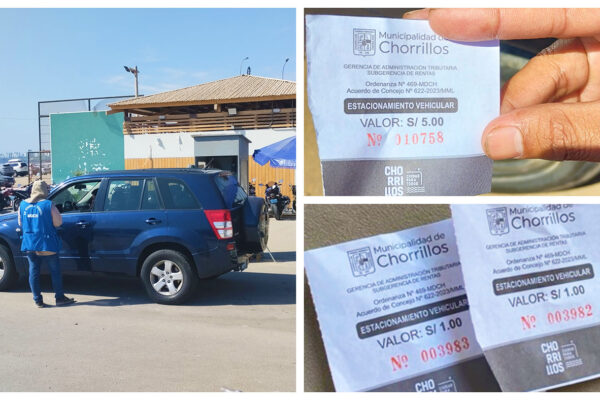 Municipalidad de
Chorrillos
GERENCIA DE ADMINISTRACIÓN TRIBUTARIA
SUBGERENCIA DE RENTAS
Ordenanza Nº 469-MDCH
Acuerdo de Concejo Nº 622-2023/MML
ESTACIONAMIENTO VEHICULAR
VALOR: S/ 5.00
Nº 010758
CHO
RRI
LLOS
Municipalidad de
Chorrillos
GERENCIA DE ADMINISTRACIÓN TRIBUTARIA
SUBGERENCIA DE RENTAS
Ordenanza Nº 469-MDCH
Acuerdo de Concejo Nº 622-2023/MML
ESTACIONAMIENTO VEHICULAR
VALOR: S/ 1.00
Nº 003983
CHO
Municipalidad de
Chorrillos
GERENCIA DE ADMINISTRACIÓN TRIBUTARIA
SUBGERENCIA DE RENTAS
Ordenanza Nº 469-MDCH
Acuerdo de Concejo Nº 622-2023/MML
ESTACIONAMIENTO VEHICULAR
VALOR: S/ 1.00
Nº 003982
CHO
RRI
LLOS